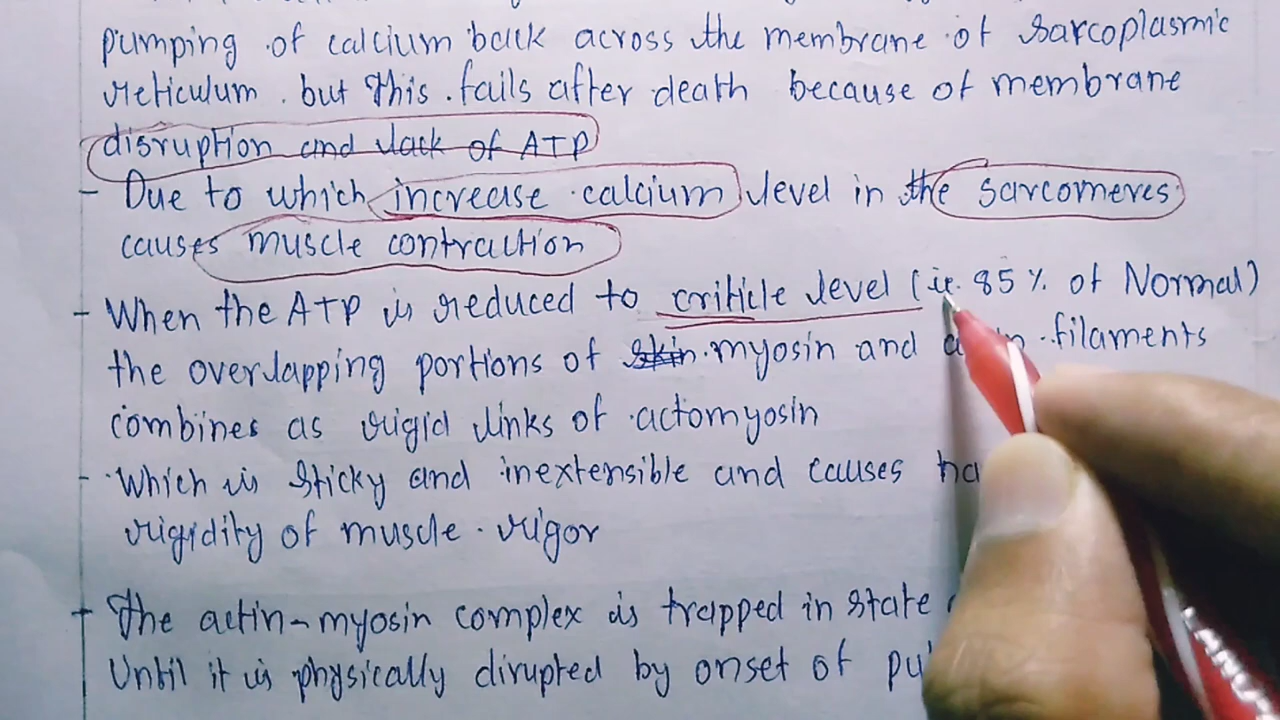 pumping of calcium back across the membrane of sarcoplasmic
reticulum . but this . fails after death because of membrane
disruption and lack of ATP
- Due to which increase calcium level in the sarcomeres
causes muscle contraction
- When the ATP is reduced to criticle level (ie. 85% of Normal)
the overlapping portions of skin myosin and filaments
combines as rigid links of actomyosin
- Which is sticky and inextensible and causes
rigidity of muscle . rigor
- The actin-myosin complex is trapped in state
Until it is physically dirupted by onset of